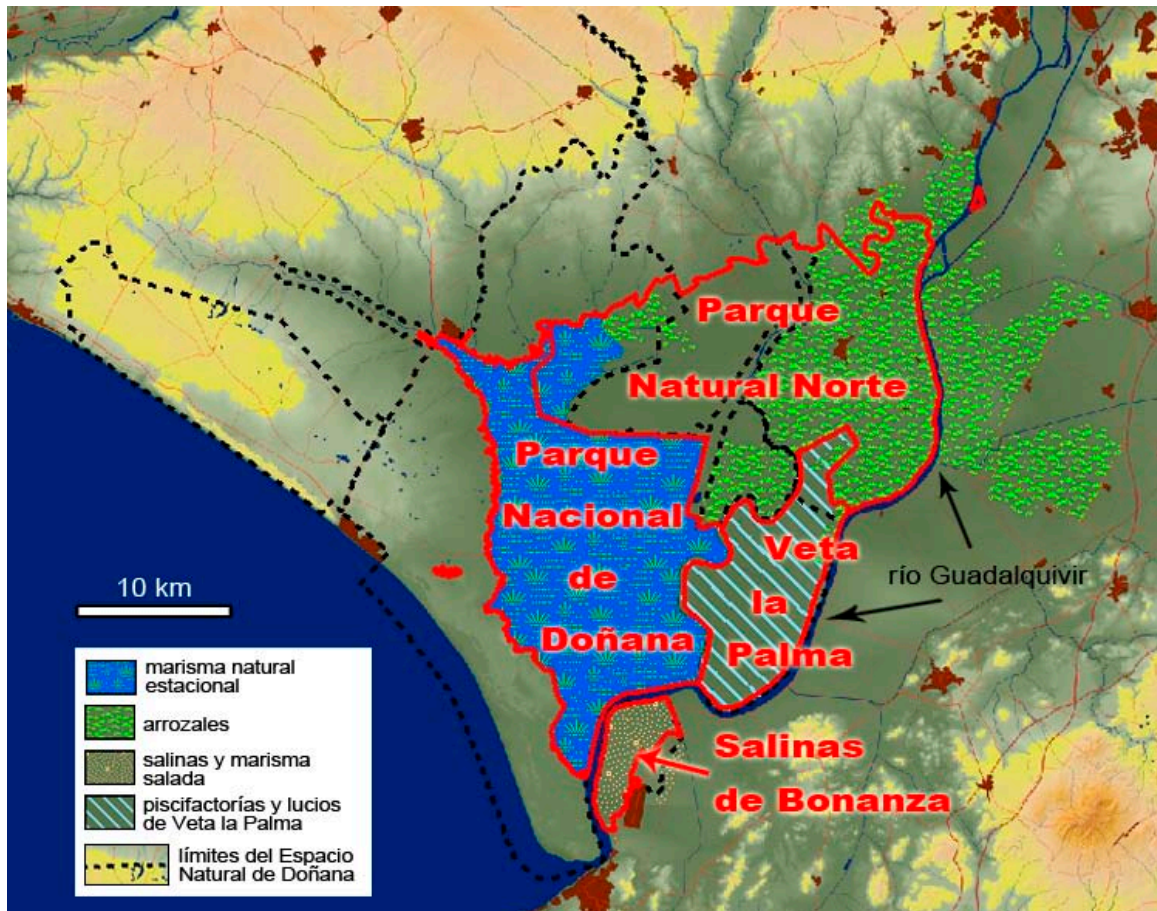 Parque
Natural Norte
Parque
Nacional
de
Doñana
Veta
la
Palma
río Guadalquivir
10 km
Salinas
de Bonanza
marisma natural
estacional
arrozales
salinas y marisma
salada
piscifactorías y lucios
de Veta la Palma
límites del Espacio
Natural de Doñana